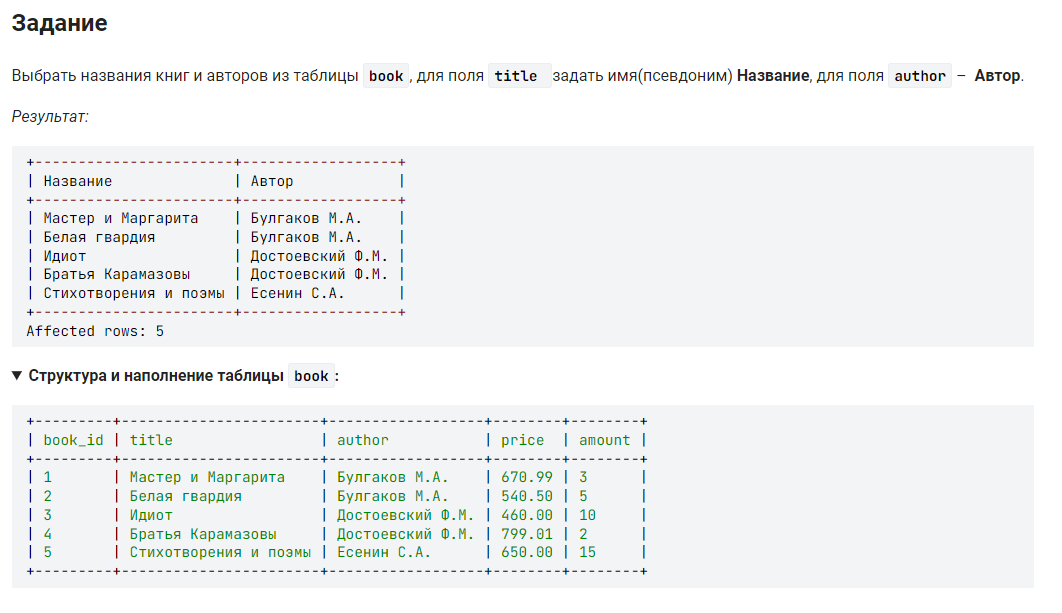 Задание
Выбрать названия книг и авторов из таблицы book, для поля title задать имя(псевдоним) Название, для поля author – Автор.
Результат:
+-----------------------+------------------+
| Название              | Автор            |
+-----------------------+------------------+
| Мастер и Маргарита    | Булгаков М.А.    |
| Белая гвардия         | Булгаков М.А.    |
| Идиот                 | Достоевский Ф.М. |
| Братья Карамазовы     | Достоевский Ф.М. |
| Стихотворения и поэмы | Есенин С.А.      |
+-----------------------+------------------+
Affected rows: 5
▼ Структура и наполнение таблицы book:
+---------+-----------------------+------------------+--------+--------+
| book_id | title                 | author           | price  | amount |
+---------+-----------------------+------------------+--------+--------+
| 1       | Мастер и Маргарита    | Булгаков М.А.    | 670.99 | 3      |
| 2       | Белая гвардия         | Булгаков М.А.    | 540.50 | 5      |
| 3       | Идиот                 | Достоевский Ф.М. | 460.00 | 10     |
| 4       | Братья Карамазовы     | Достоевский Ф.М. | 799.01 | 2      |
| 5       | Стихотворения и поэмы | Есенин С.А.      | 650.00 | 15     |
+---------+-----------------------+------------------+--------+--------+